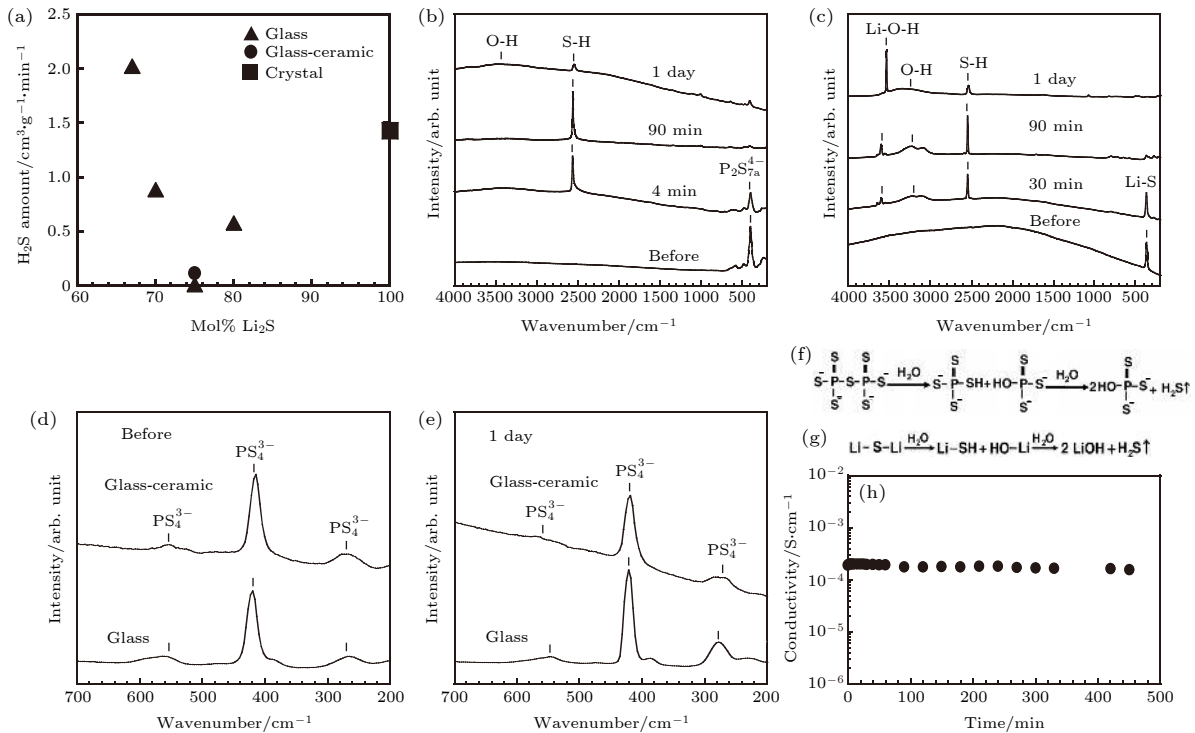 (a)
2.5
2.0
1.5
1.0
0.5
0
60
70
80
90
100
H₂S amount/cm³·g⁻¹·min⁻¹
Mol% Li₂S
Glass
Glass-ceramic
Crystal
(b)
O-H
S-H
1 day
90 min
P₂S₇ₐ⁴⁻
4 min
Before
4000 3500 3000 2500 2000 1500 1000 500
Intensity/arb. unit
Wavenumber/cm⁻¹
(c)
Li-O-H
O-H
S-H
1 day
90 min
30 min
Li-S
Before
4000 3500 3000 2500 2000 1500 1000 500
Intensity/arb. unit
Wavenumber/cm⁻¹
(d)
Before
PS₄³⁻
Glass-ceramic
PS₄³⁻
PS₄³⁻
Glass
700 600 500 400 300 200
Intensity/arb. unit
Wavenumber/cm⁻¹
(e)
1 day
PS₄³⁻
Glass-ceramic
PS₄³⁻
PS₄³⁻
Glass
700 600 500 400 300 200
Intensity/arb. unit
Wavenumber/cm⁻¹
(f)
S S S S S
S⁻-P-S-P-S⁻ H₂O S⁻-P-SH+HO-P-S⁻ H₂O 2HO-P-S⁻ + H₂S↑
S⁻ S⁻ S⁻ S⁻ S⁻
(g)
Li-S-Li H₂O Li-SH+HO-Li H₂O 2 LiOH+H₂S↑
(h)
10⁻²
10⁻³
10⁻⁴
10⁻⁵
10⁻⁶
0 100 200 300 400 500
Conductivity/S·cm⁻¹
Time/min